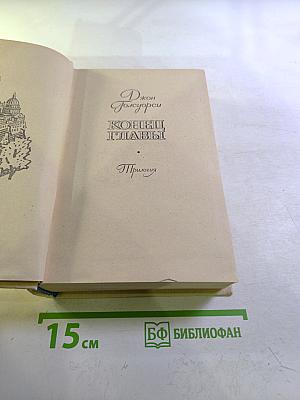 Джон
Голсуорси
КОНЕЦ
ГЛАВЫ
Трилогия
15 см
БФ БИБЛИОФАН